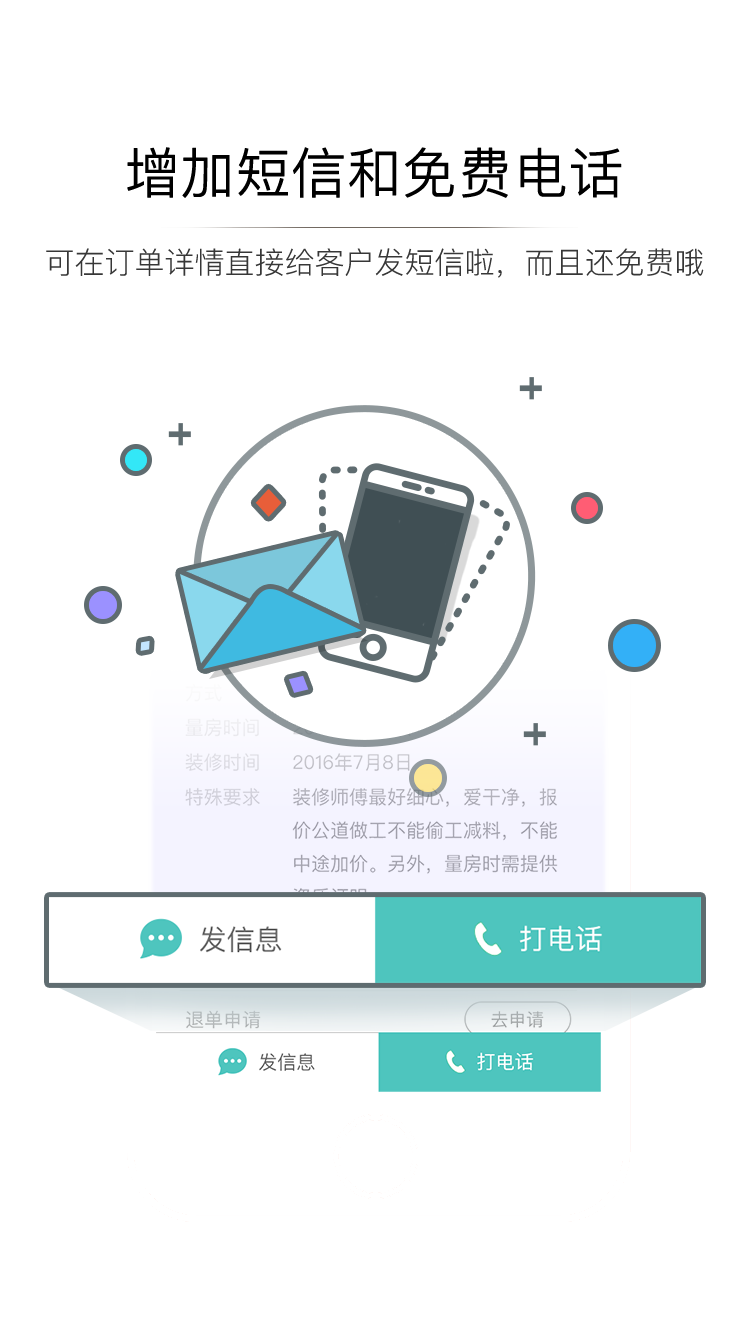 增加短信和免费电话
可在订单详情直接给客户发短信啦，而且还免费哦
方式
量房时间
装修时间 2016年7月8日
特殊要求 装修师傅最好细心，爱干净，报
价公道做工不能偷工减料，不能
中途加价。另外，量房时需提供
发信息 打电话
退单申请 去申请
发信息 打电话